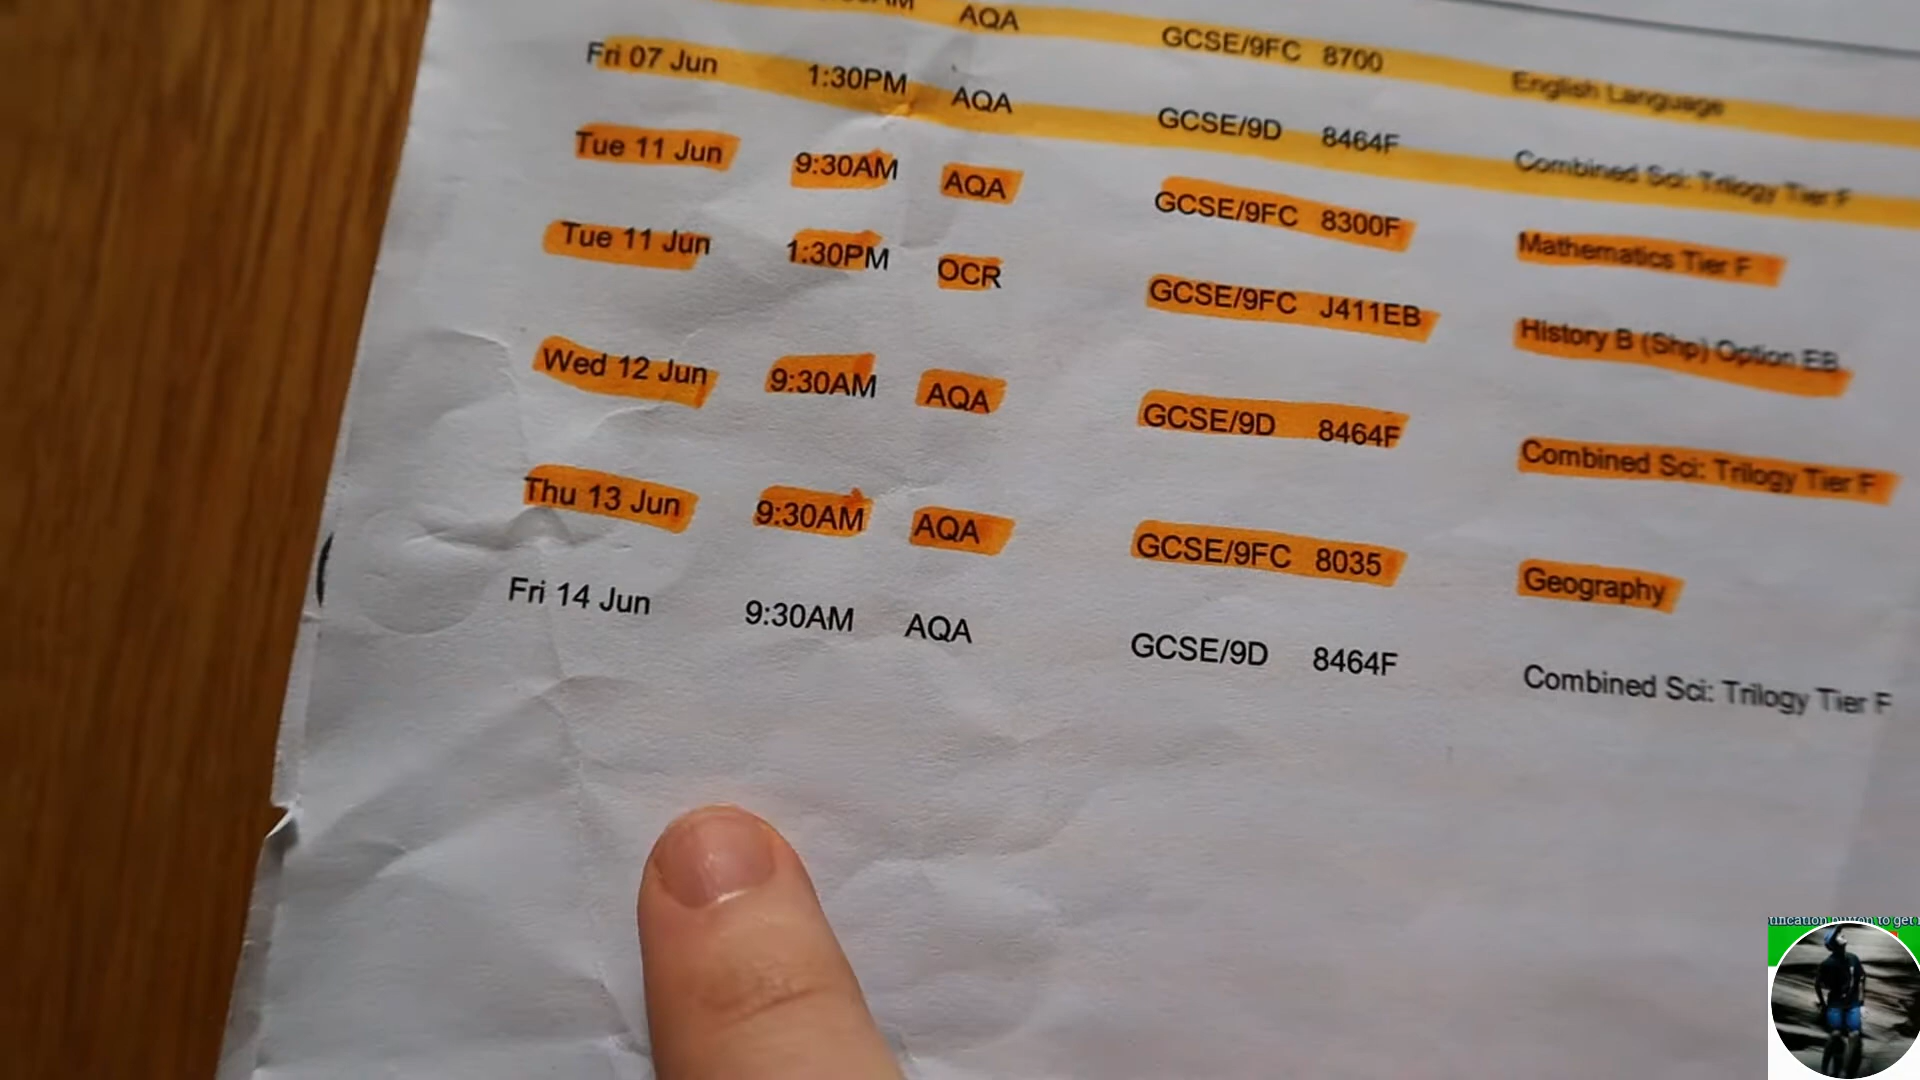 AM AQA GCSE/9FC 8700 English Language
Fri 07 Jun 1:30PM AQA GCSE/9D 8464F Combined Sci: Trilogy Tier F
Tue 11 Jun 9:30AM AQA GCSE/9FC 8300F Mathematics Tier F
Tue 11 Jun 1:30PM OCR GCSE/9FC J411EB History B (Shp) Option EB
Wed 12 Jun 9:30AM AQA GCSE/9D 8464F Combined Sci: Trilogy Tier F
Thu 13 Jun 9:30AM AQA GCSE/9FC 8035 Geography
Fri 14 Jun 9:30AM AQA GCSE/9D 8464F Combined Sci: Trilogy Tier F
to get